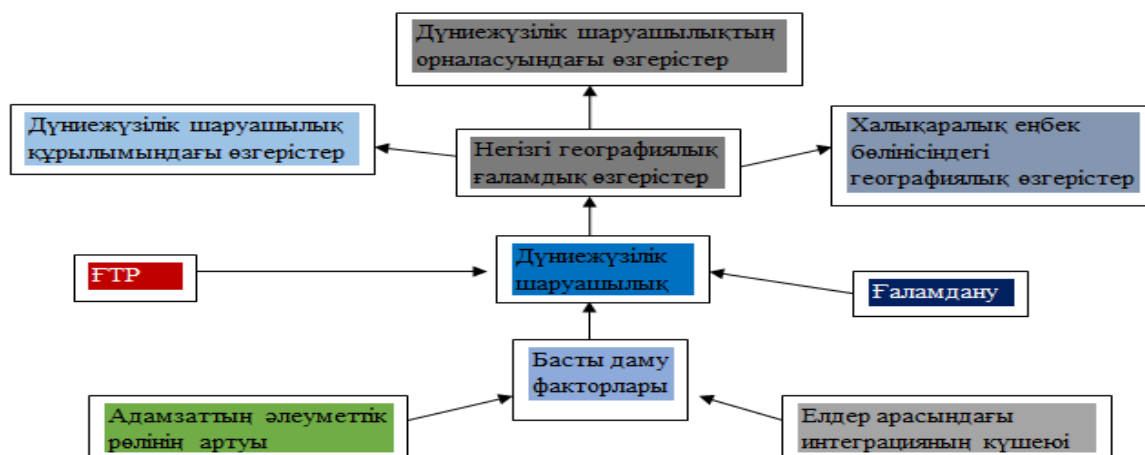 Дүниежүзілік шаруашылықтың
орналасуындағы өзгерістер
Дүниежүзілік шаруашылық
құрылымындағы өзгерістер
Негізгі географиялық
ғаламдық өзгерістер
Халықаралық еңбек
бөлінісіндегі
географиялық өзгерістер
ҒТР
Дүниежүзілік
шаруашылық
Ғаламдану
Басты даму
факторлары
Адамзаттың әлеуметтік
рөлінің артуы
Елдер арасындағы
интеграцияның күшеюі